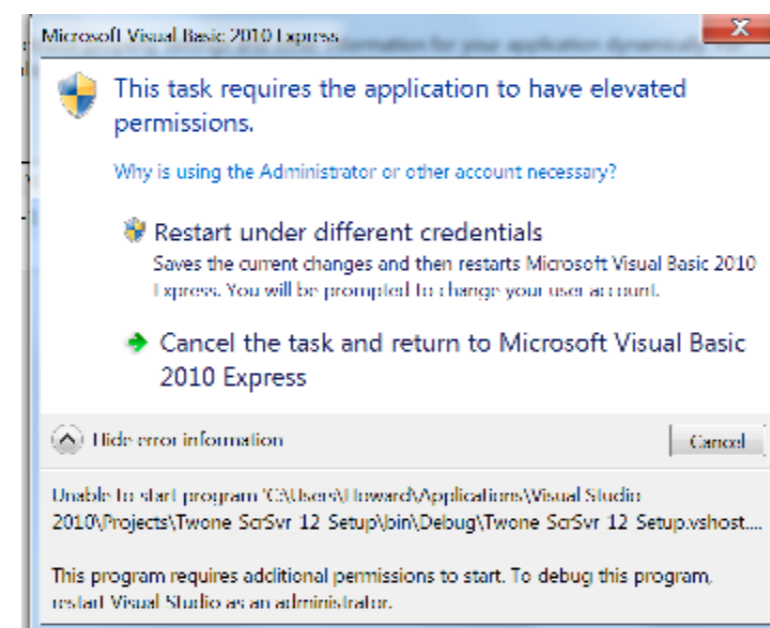 Microsoft Visual Basic 2010 Express
ormation for your application dynamically
This task requires the application to have elevated
permissions.
Why is using the Administrator or other account necessary?
Restart under different credentials
Saves the current changes and then restarts Microsoft Visual Basic 2010
Express. You will be prompted to change your user account.
Cancel the task and return to Microsoft Visual Basic
2010 Express
Hide error information
Cancel
Unable to start program 'C:\Users\Howard\Applications\Visual Studio
2010\Projects\Twone ScrSvr 12 Setup\bin\Debug\Twone ScrSvr 12 Setup.vshost....
This program requires additional permissions to start. To debug this program,
restart Visual Studio as an administrator.